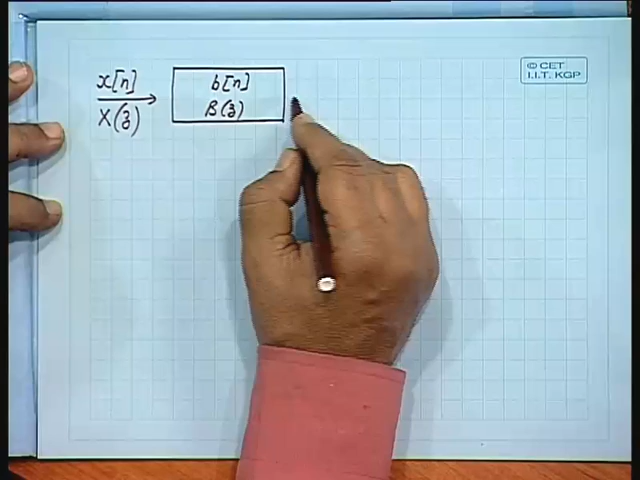 x[n]
X(z)
b[n]
B(z)
© CET
I.I.T. KGP